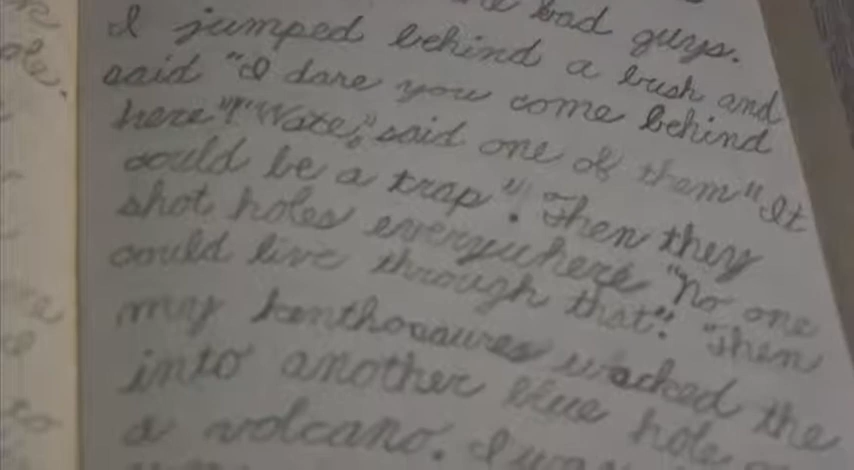 bad guys.
I jumped behind a bush and
said "I dare you come behind
here"! "Wate," said one of them "It
could be a trap". Then they
shot holes everywhere "No one
could live through that". Then
my kenthosaures wacked the
into another blue hole
a volcano. I was